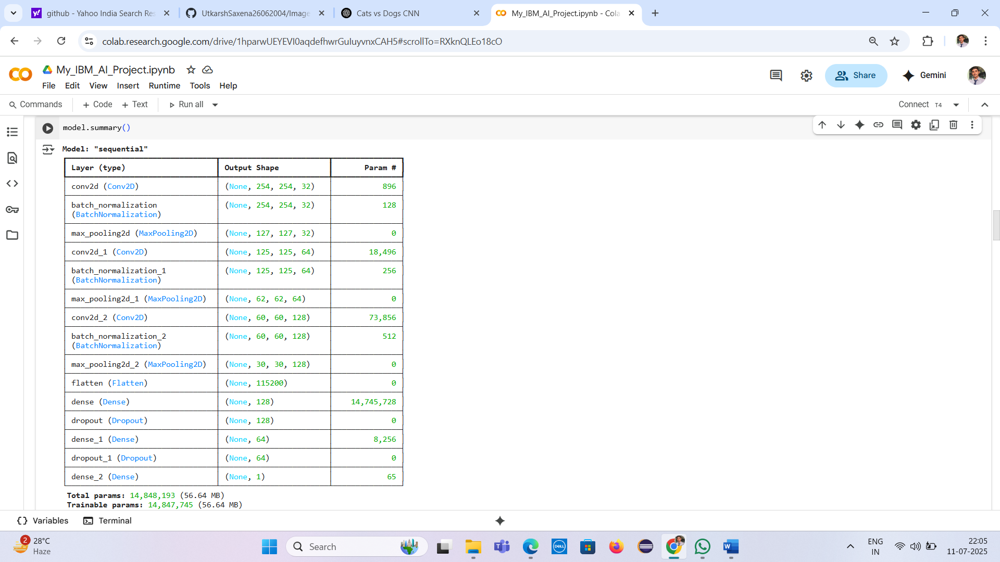 github - Yahoo India Search Res
UtkarshSaxena26062004/Image
Cats vs Dogs CNN
My_IBM_AI_Project.ipynb - Cola
colab.research.google.com/drive/1hparwUEYEVI0aqdefhwrGuIuyvnxCAH5#scrollTo=RXknQLEo18cO
My_IBM_AI_Project.ipynb
Share
Gemini
File Edit View Insert Runtime Tools Help
Commands + Code + Text Run all
Connect T4
model.summary()
Model: "sequential"
Layer (type) Output Shape Param #
conv2d (Conv2D) (None, 254, 254, 32) 896
batch_normalization (None, 254, 254, 32) 128
(BatchNormalization)
max_pooling2d (MaxPooling2D) (None, 127, 127, 32) 0
conv2d_1 (Conv2D) (None, 125, 125, 64) 18,496
batch_normalization_1 (None, 125, 125, 64) 256
(BatchNormalization)
max_pooling2d_1 (MaxPooling2D) (None, 62, 62, 64) 0
conv2d_2 (Conv2D) (None, 60, 60, 128) 73,856
batch_normalization_2 (None, 60, 60, 128) 512
(BatchNormalization)
max_pooling2d_2 (MaxPooling2D) (None, 30, 30, 128) 0
flatten (Flatten) (None, 115200) 0
dense (Dense) (None, 128) 14,745,728
dropout (Dropout) (None, 128) 0
dense_1 (Dense) (None, 64) 8,256
dropout_1 (Dropout) (None, 64) 0
dense_2 (Dense) (None, 1) 65
Total params: 14,848,193 (56.64 MB)
Trainable params: 14,847,745 (56.64 MB)
Variables Terminal
2
28°C
Haze
Search
DELL
ENG
IN
22:05
11-07-2025